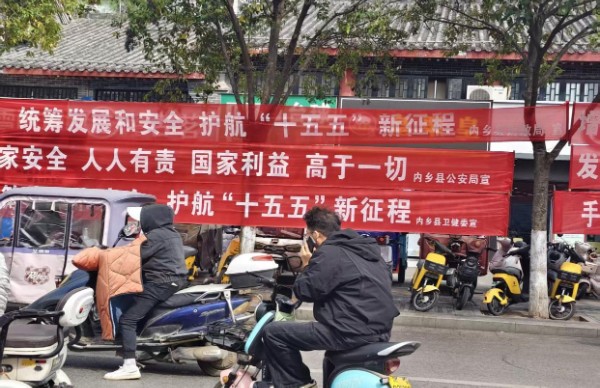 统筹发展和安全 护航“十五五”新征程
家安全 人人有责 国家利益 高于一切 内乡县公安局宣
护航“十五五”新征程 内乡县卫健委宣